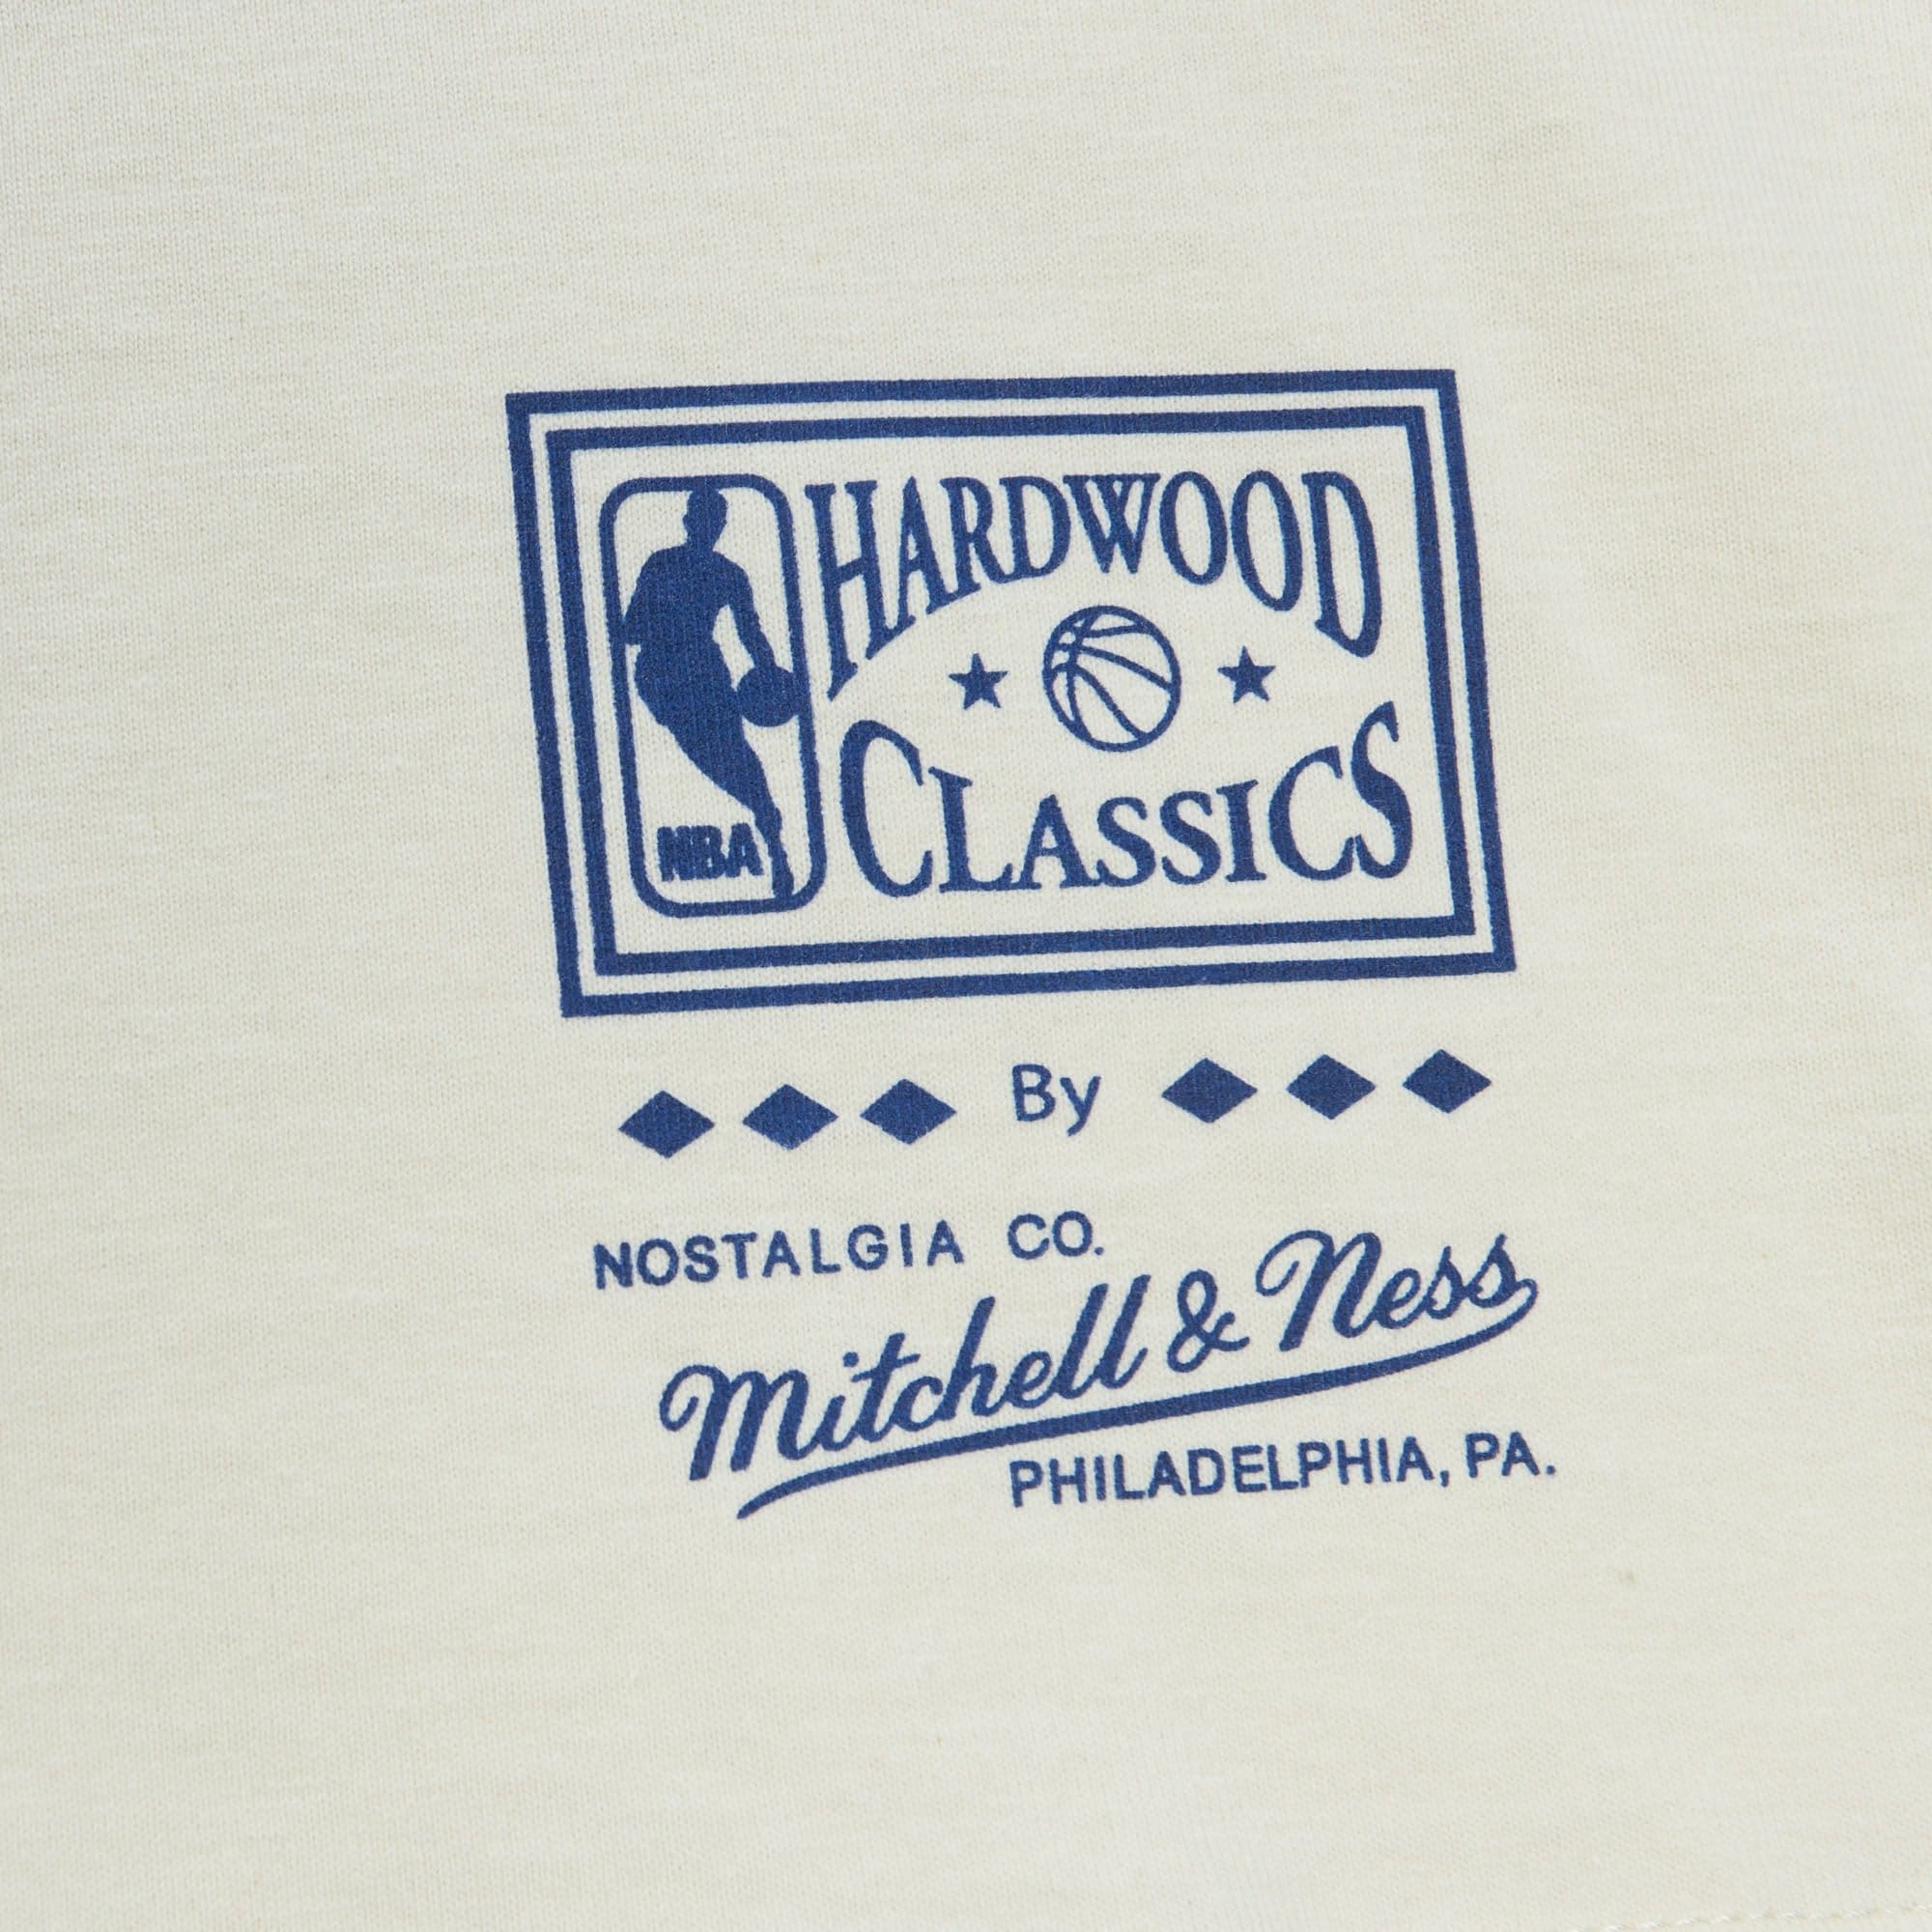 HARDWOOD
CLASSICS
NBA
By
NOSTALGIA CO.
Mitchell & Ness
PHILADELPHIA, PA.